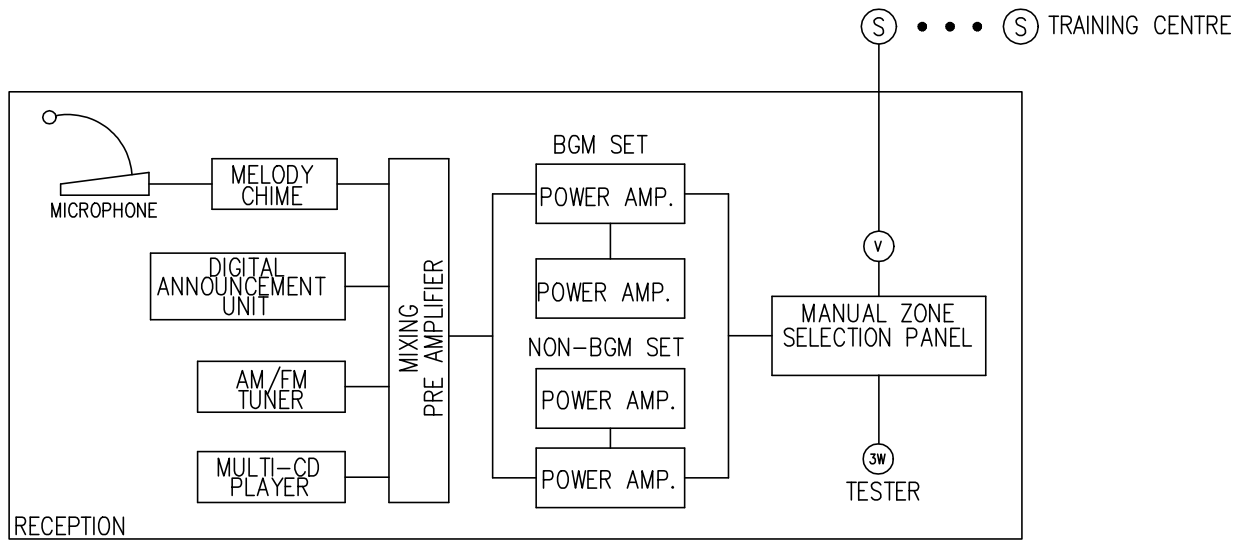 S S TRAINING CENTRE
BGM SET
MELODY
CHIME
POWER AMP.
MICROPHONE
V
DIGITAL
ANNOUNCEMENT
UNIT
MIXING
PRE AMPLIFIER
POWER AMP.
MANUAL ZONE
SELECTION PANEL
NON-BGM SET
AM/FM
TUNER
POWER AMP.
MULTI-CD
PLAYER
POWER AMP.
3W
TESTER
RECEPTION